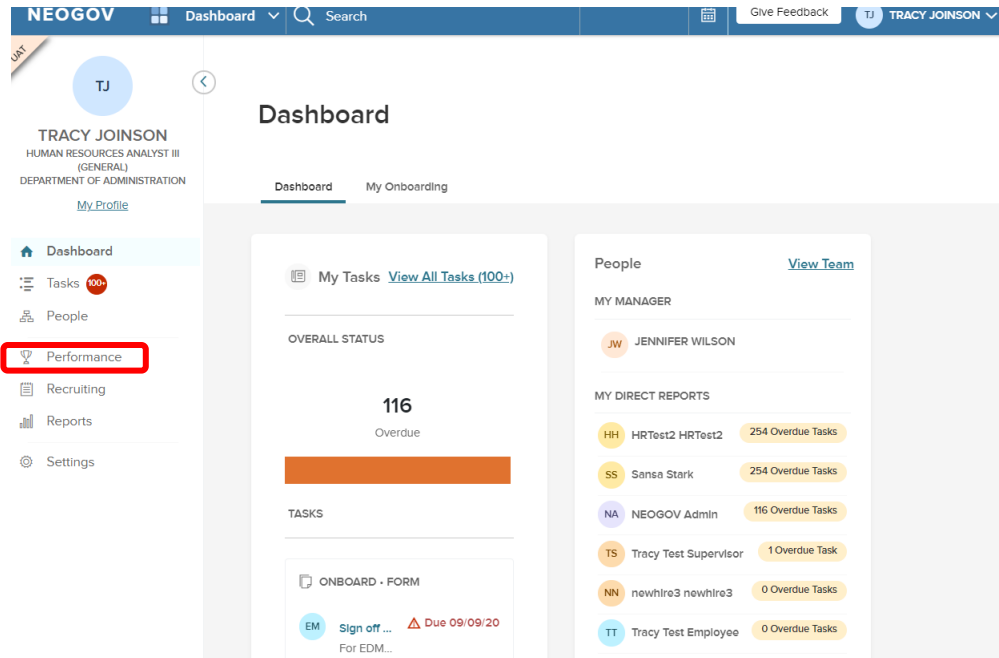 NEOGOV
Dashboard
Search
Give Feedback
TJ
TRACY JOINSON
UAT
TJ
TRACY JOINSON
HUMAN RESOURCES ANALYST III
(GENERAL)
DEPARTMENT OF ADMINISTRATION
My Profile
Dashboard
Tasks 100+
People
Performance
Recruiting
Reports
Settings
Dashboard
Dashboard
My Onboarding
My Tasks View All Tasks (100+)
OVERALL STATUS
116
Overdue
TASKS
ONBOARD · FORM
EM
Sign off ...
Due 09/09/20
For EDM...
People
View Team
MY MANAGER
JW JENNIFER WILSON
MY DIRECT REPORTS
HH HRTest2 HRTest2 254 Overdue Tasks
SS Sansa Stark 254 Overdue Tasks
NA NEOGOV Admin 116 Overdue Tasks
TS Tracy Test Supervisor 1 Overdue Task
NN newhire3 newhire3 0 Overdue Tasks
TT Tracy Test Employee 0 Overdue Tasks